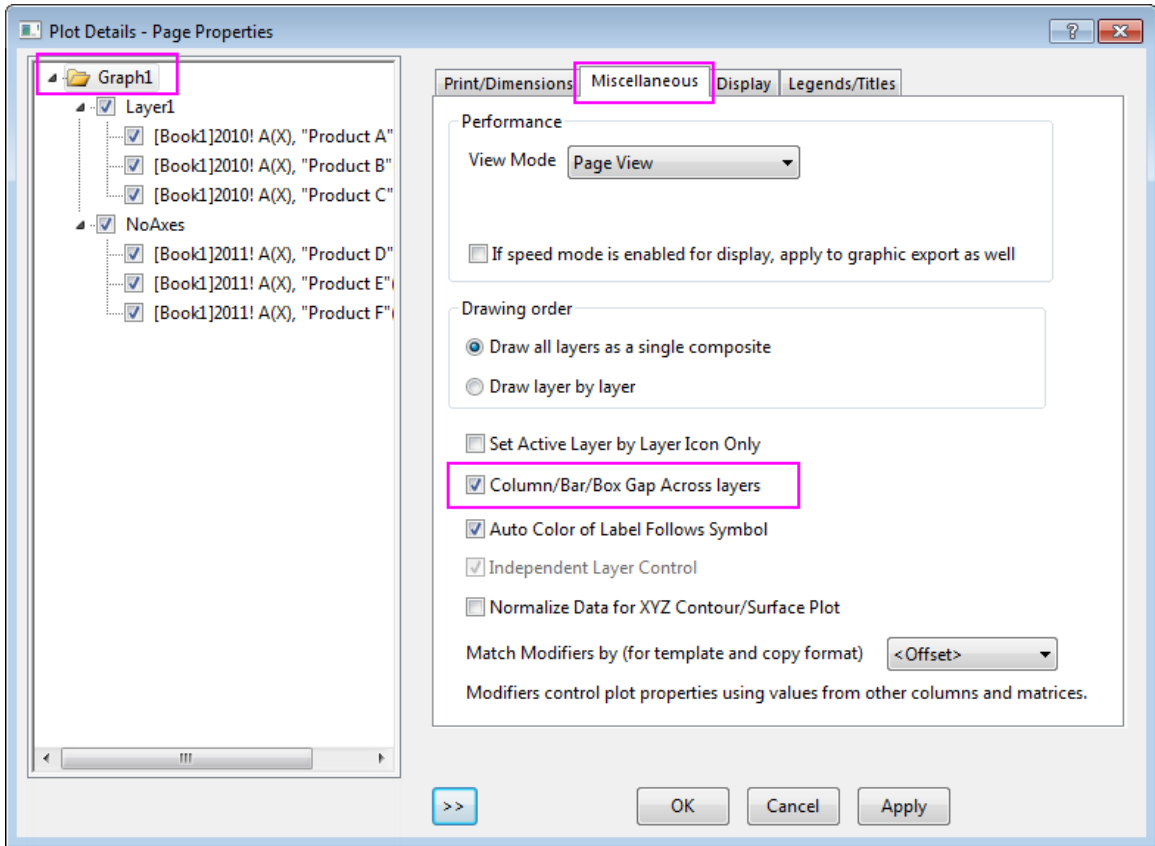 Plot Details - Page Properties
Graph1
Layer1
[Book1]2010! A(X), "Product A"
[Book1]2010! A(X), "Product B"
[Book1]2010! A(X), "Product C"
NoAxes
[Book1]2011! A(X), "Product D"
[Book1]2011! A(X), "Product E"(
[Book1]2011! A(X), "Product F"(
Print/Dimensions Miscellaneous Display Legends/Titles
Performance
View Mode Page View
If speed mode is enabled for display, apply to graphic export as well
Drawing order
Draw all layers as a single composite
Draw layer by layer
Set Active Layer by Layer Icon Only
Column/Bar/Box Gap Across layers
Auto Color of Label Follows Symbol
Independent Layer Control
Normalize Data for XYZ Contour/Surface Plot
Match Modifiers by (for template and copy format) <Offset>
Modifiers control plot properties using values from other columns and matrices.
>> OK Cancel Apply